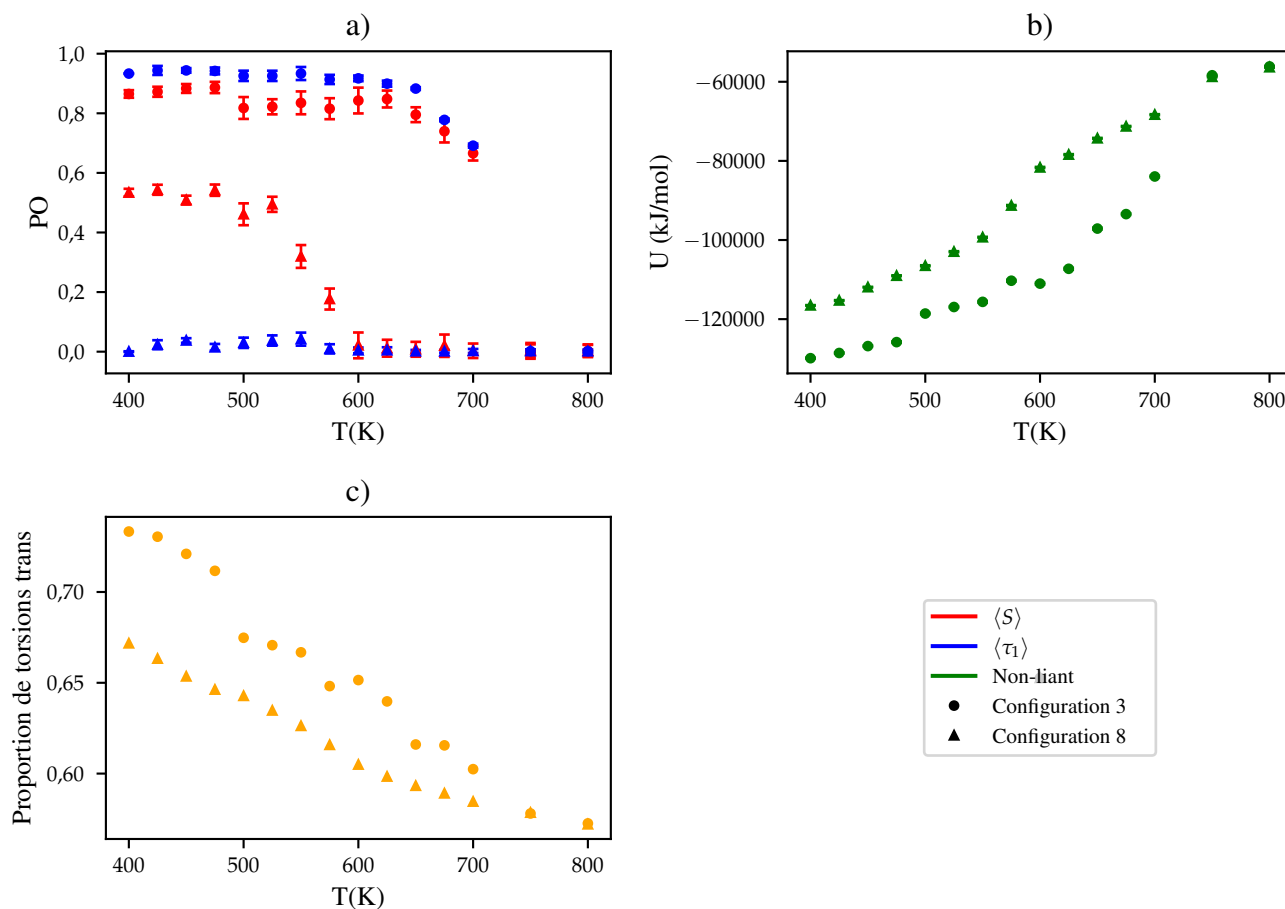 a)
1,0
0,8
0,6
0,4
0,2
0,0
PO
400 500 600 700 800
T(K)
b)
−60000
−80000
−100000
−120000
U (kJ/mol)
400 500 600 700 800
T(K)
c)
0,70
0,65
0,60
Proportion de torsions trans
400 500 600 700 800
T(K)
⟨S⟩
⟨τ₁⟩
Non-liant
Configuration 3
Configuration 8